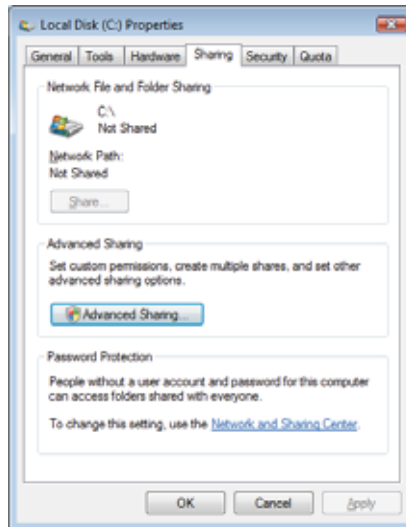 Local Disk (C:) Properties
General Tools Hardware Sharing Security Quota
Network File and Folder Sharing
C:\
Not Shared
Network Path:
Not Shared
Share...
Advanced Sharing
Set custom permissions, create multiple shares, and set other
advanced sharing options.
Advanced Sharing...
Password Protection
People without a user account and password for this computer
can access folders shared with everyone.
To change this setting, use the Network and Sharing Center.
OK Cancel Apply